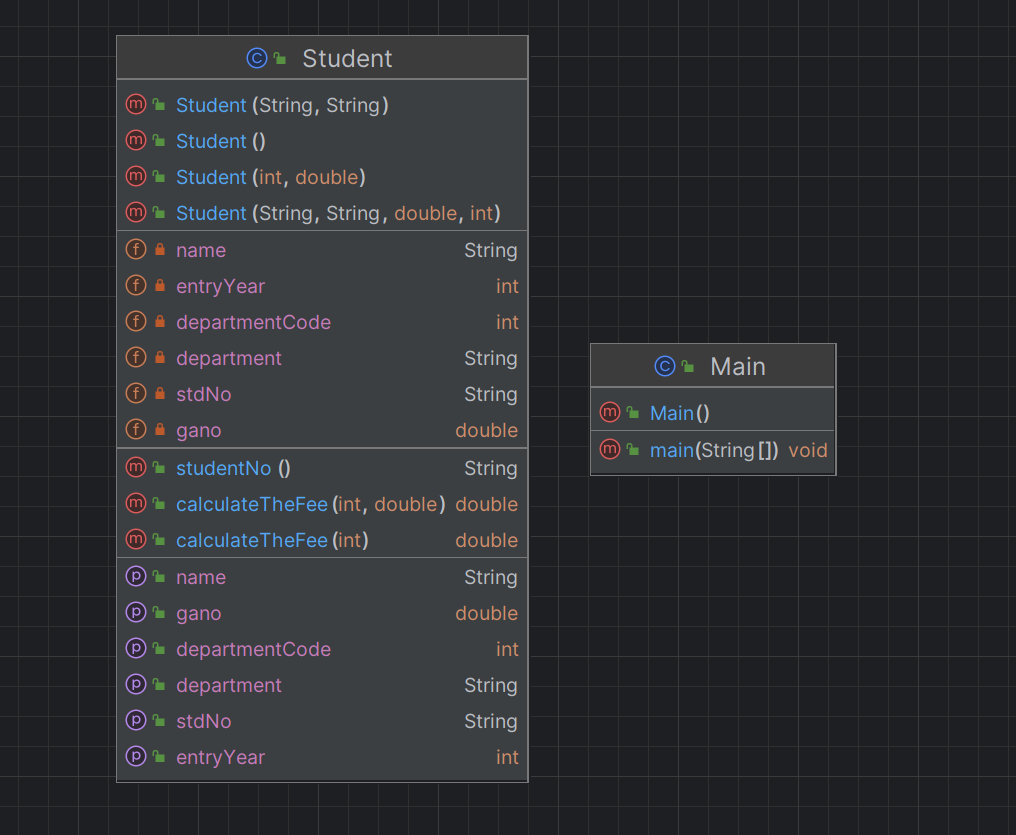 Student
Student (String, String)
Student ()
Student (int, double)
Student (String, String, double, int)
name String
entryYear int
departmentCode int
department String
stdNo String
gano double
studentNo () String
calculateTheFee (int, double) double
calculateTheFee (int) double
name String
gano double
departmentCode int
department String
stdNo String
entryYear int
Main
Main()
main(String[]) void